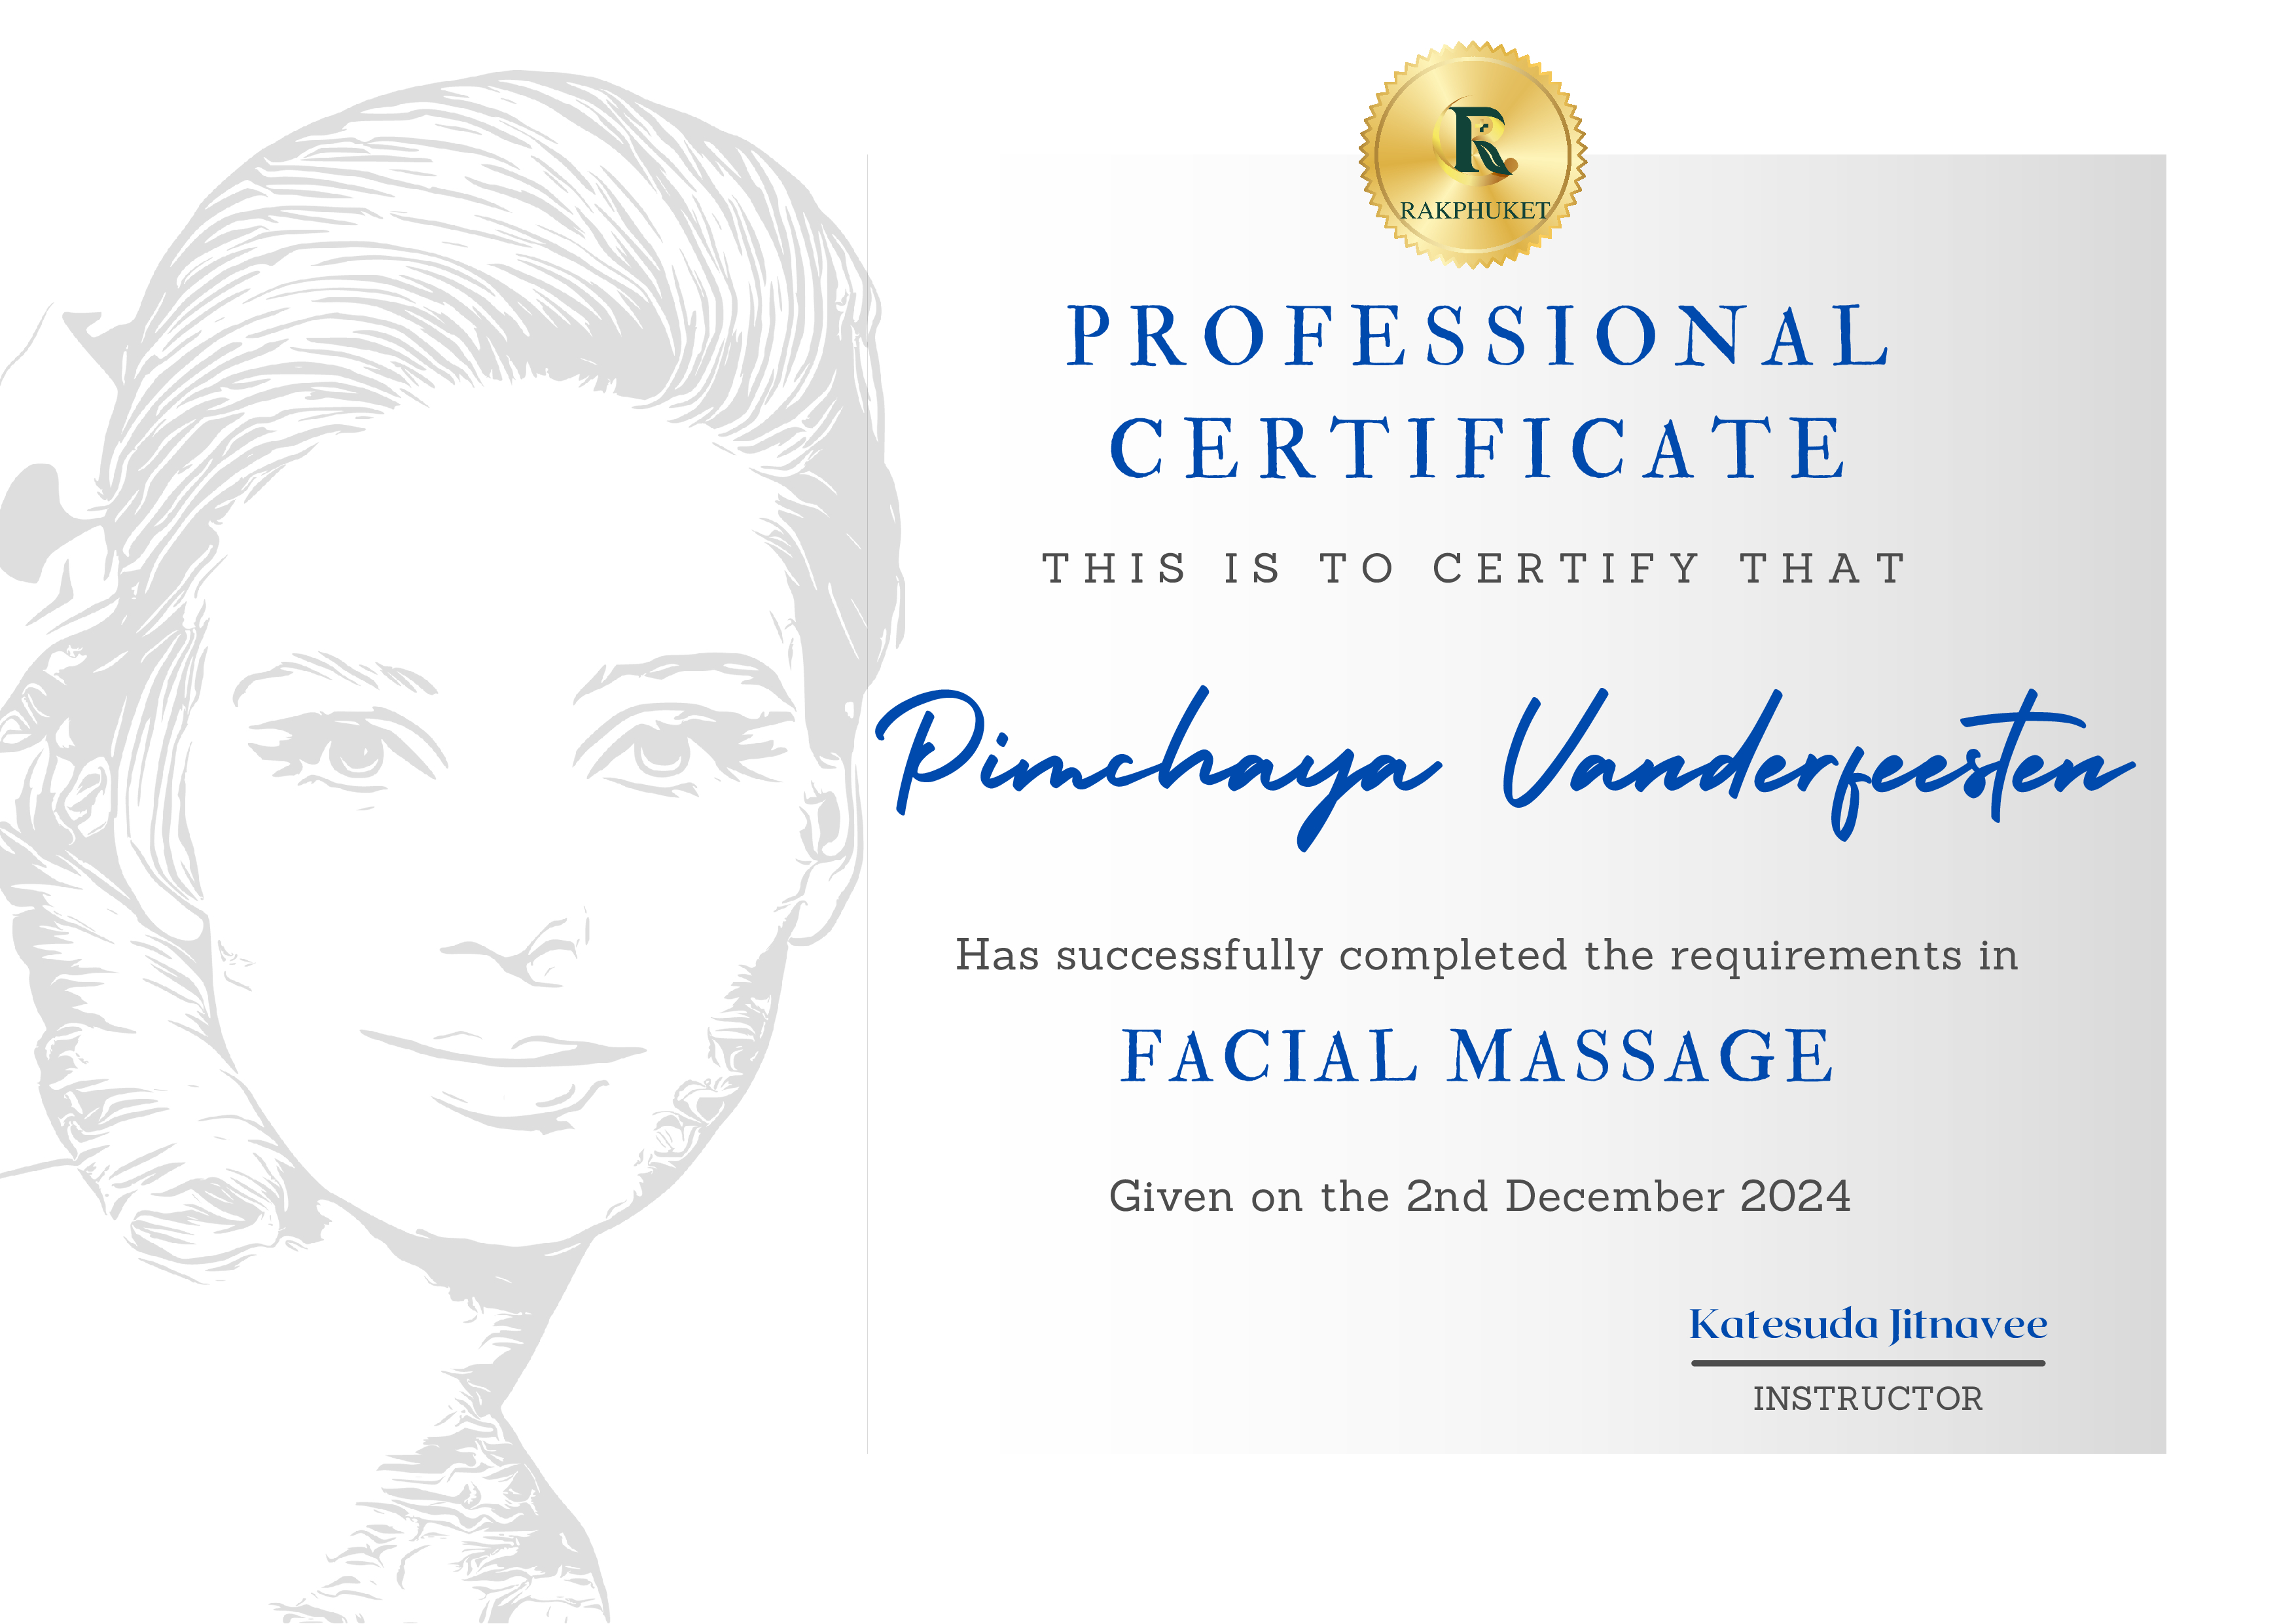 RAKPHUKET
PROFESSIONAL
CERTIFICATE
THIS IS TO CERTIFY THAT
Pimchaya Vanderfeesten
Has successfully completed the requirements in
FACIAL MASSAGE
Given on the 2nd December 2024
Katesuda Jitnavee
INSTRUCTOR